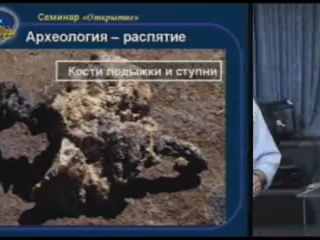 Семинар «Открытие»
Археология – распятие
Кости лодыжки и ступни